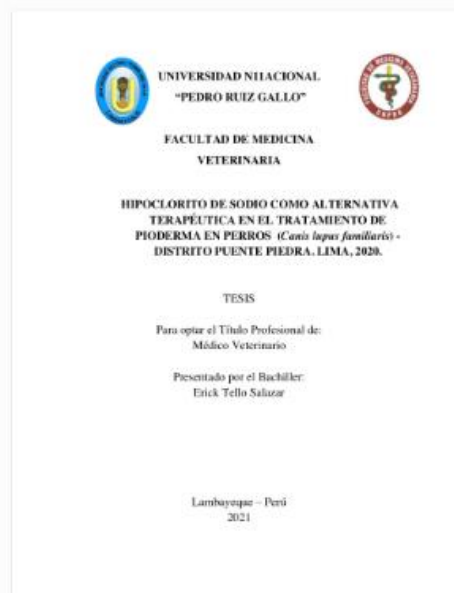 UNIVERSIDAD N11ACIONAL
“PEDRO RUIZ GALLO”
FACULTAD DE MEDICINA
VETERINARIA
HIPOCLORITO DE SODIO COMO ALTERNATIVA
TERAPÉUTICA EN EL TRATAMIENTO DE
PIODERMA EN PERROS (Canis lupus familiaris) -
DISTRITO PUENTE PIEDRA. LIMA, 2020.
TESIS
Para optar el Título Profesional de:
Médico Veterinario
Presentado por el Bachiller:
Erick Tello Salazar
Lambayeque – Perú
2021